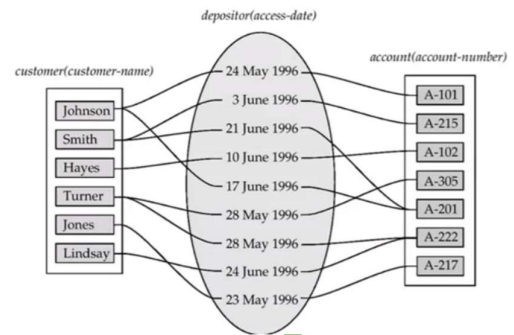 depositor(access-date)
customer(customer-name)
account(account-number)
Johnson
Smith
Hayes
Turner
Jones
Lindsay
24 May 1996
3 June 1996
21 June 1996
10 June 1996
17 June 1996
28 May 1996
28 May 1996
24 June 1996
23 May 1996
A-101
A-215
A-102
A-305
A-201
A-222
A-217